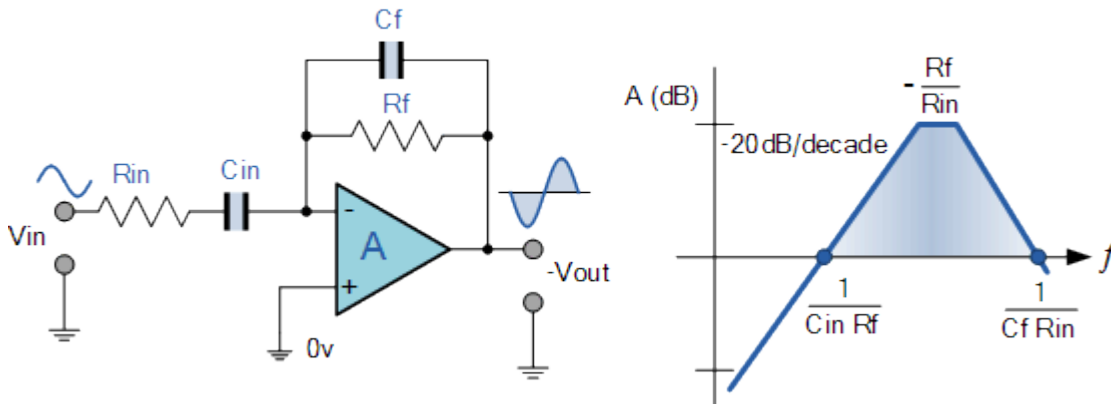 Cf
Rf
Rin
Cin
Vin
-
A
+
0v
-Vout
A (dB)
- Rf
Rin
-20dB/decade
f
1
Cin Rf
1
Cf Rin